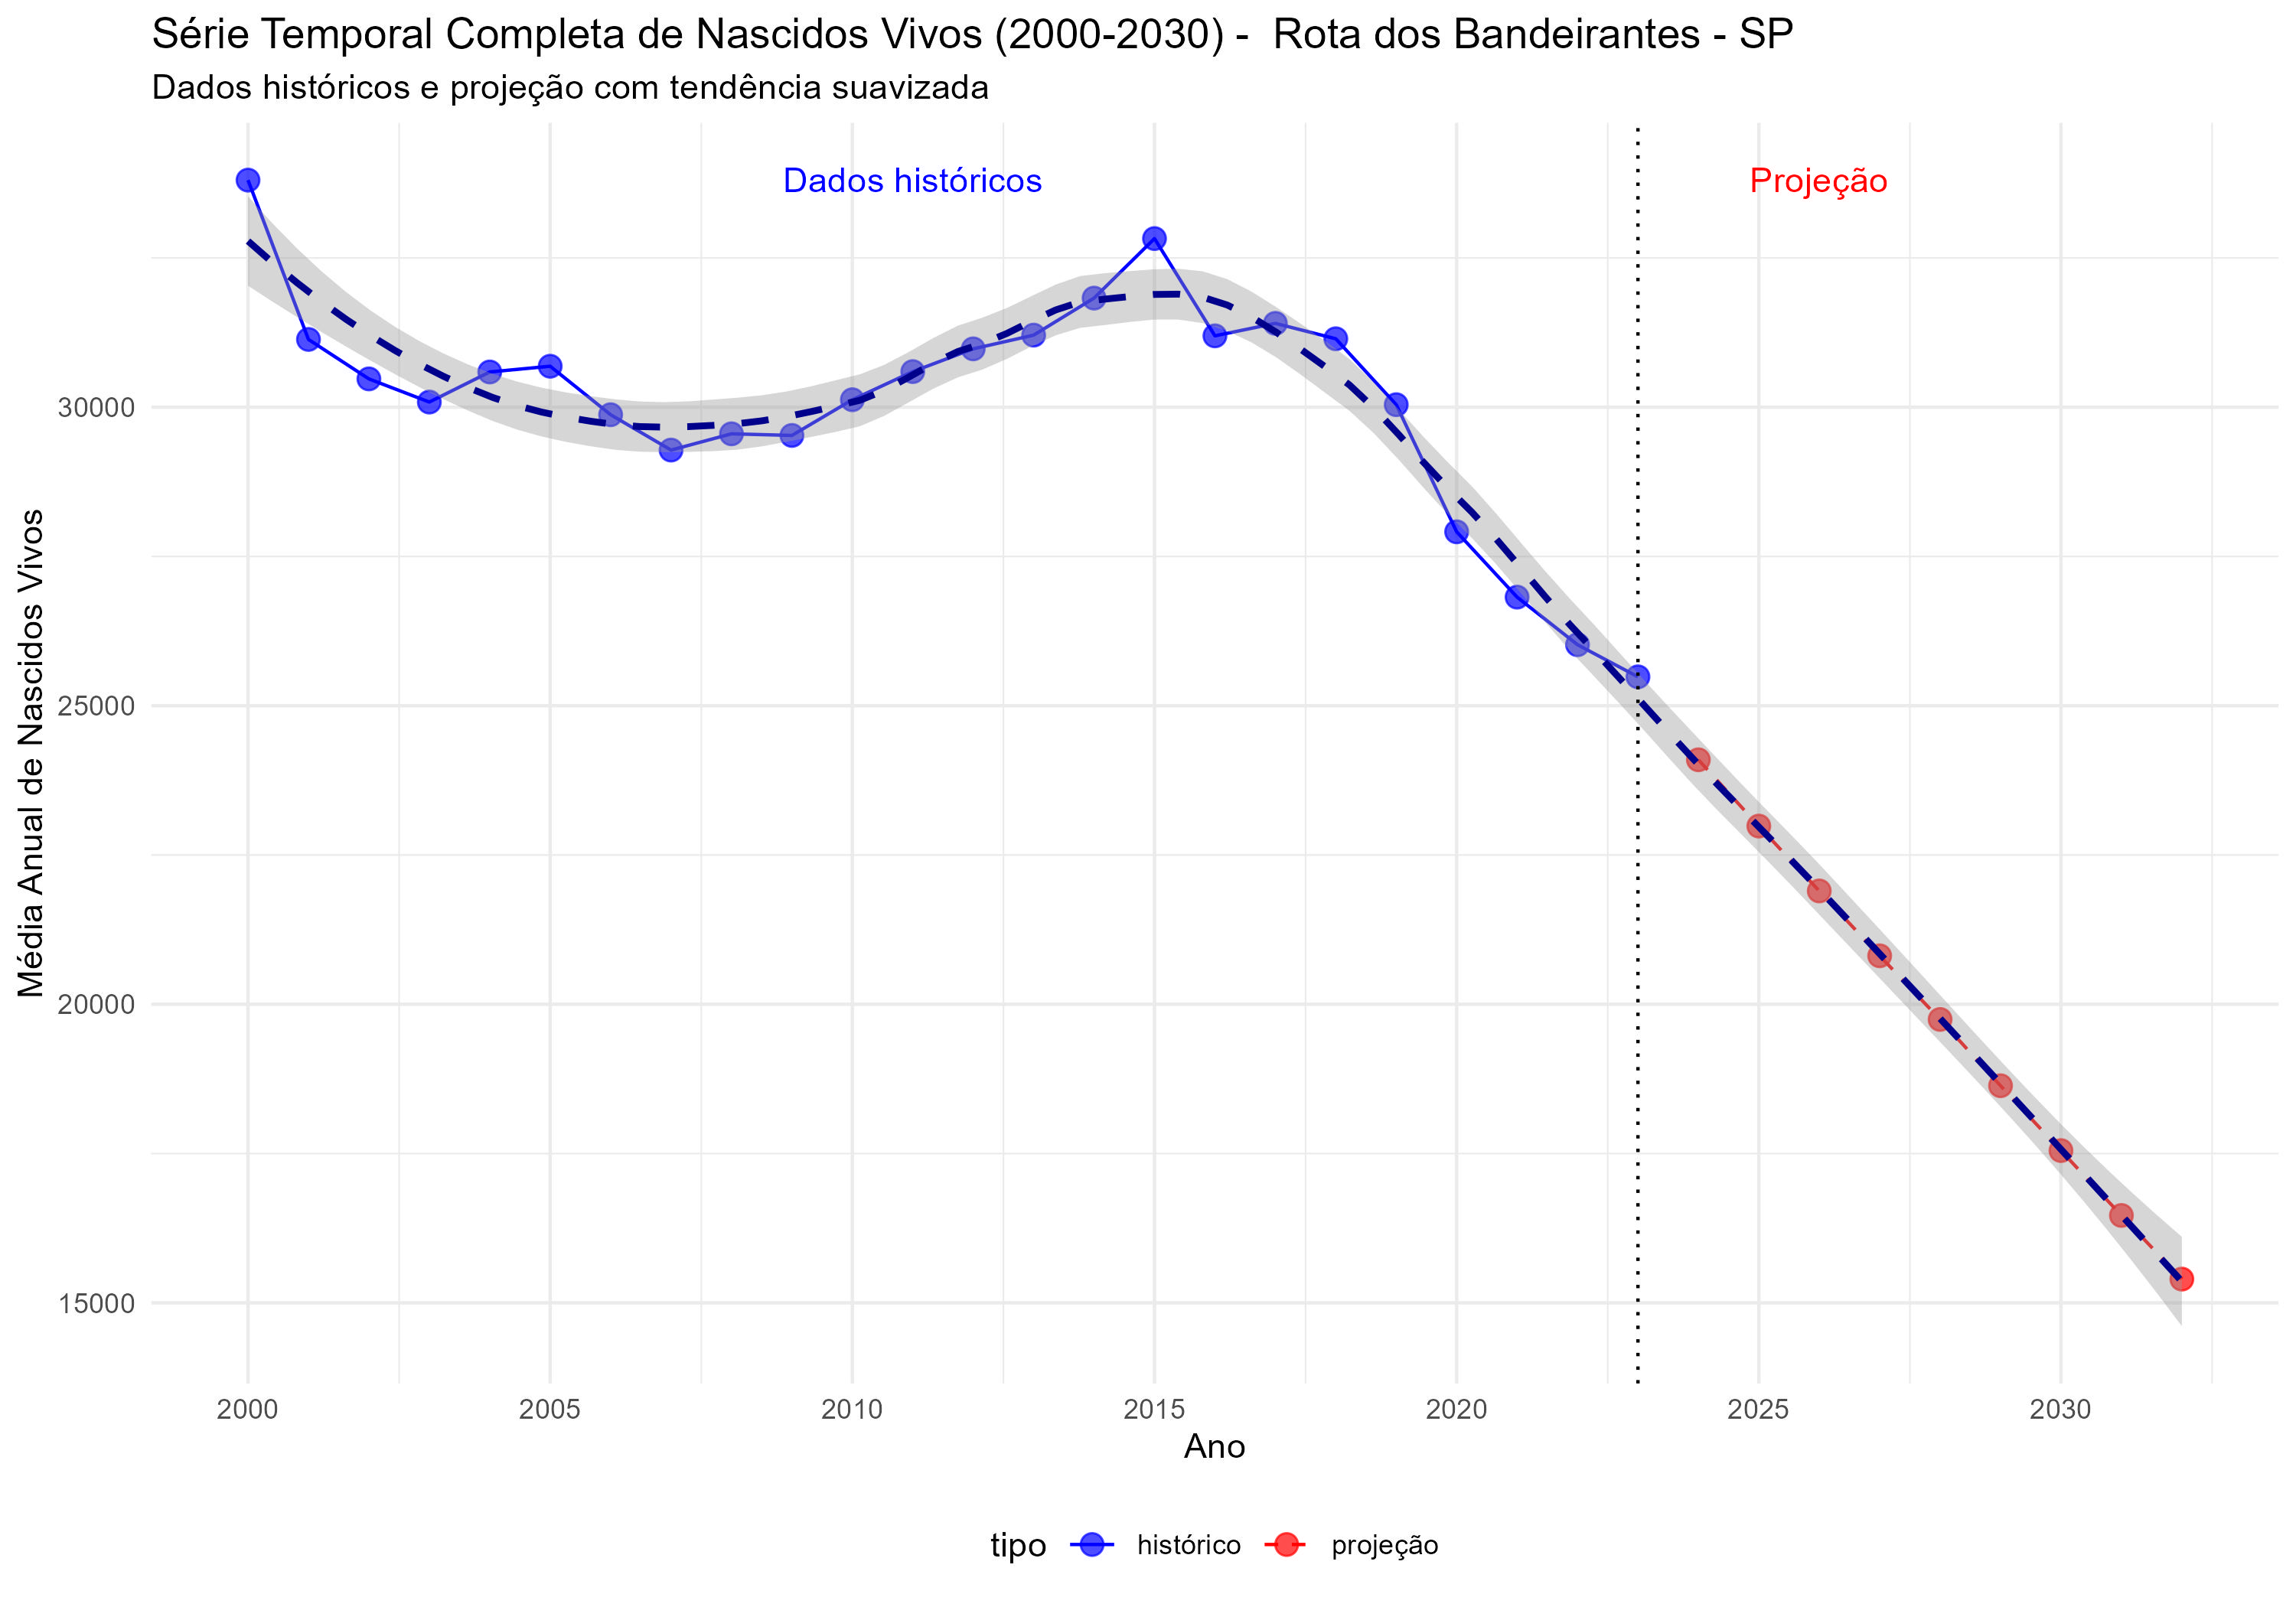 Série Temporal Completa de Nascidos Vivos (2000-2030) -  Rota dos Bandeirantes - SP
Dados históricos e projeção com tendência suavizada
Dados históricos
Projeção
Média Anual de Nascidos Vivos
30000
25000
20000
15000
2000
2005
2010
2015
2020
2025
2030
Ano
tipo
histórico
projeção